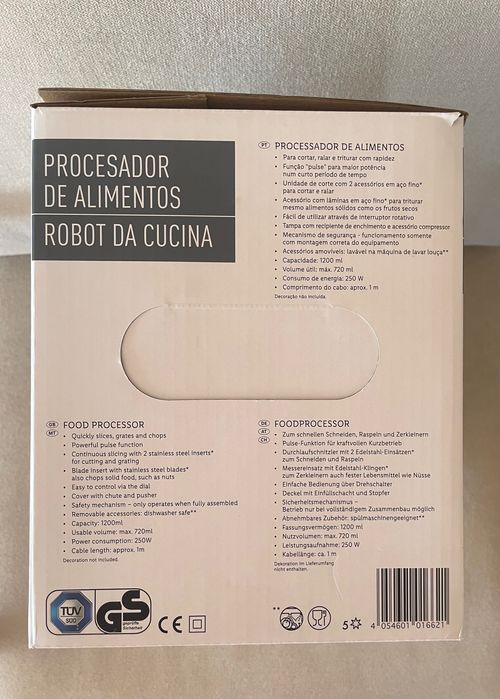 PROCESADOR
DE ALIMENTOS
ROBOT DA CUCINA
PT PROCESSADOR DE ALIMENTOS
• Para cortar, ralar e triturar com rapidez
• Função "pulse" para maior potência
num curto período de tempo
• Unidade de corte com 2 acessórios em aço fino*
para cortar e ralar
• Acessório com lâminas em aço fino* para triturar
mesmo alimentos sólidos como os frutos secos
• Fácil de utilizar através de interruptor rotativo
• Tampa com recipiente de enchimento e acessório compressor
• Mecanismo de segurança - funcionamento somente
com montagem correta do equipamento
• Acessórios amovíveis: lavável na máquina de lavar louça**
• Capacidade: 1200 ml
• Volume útil: máx. 720 ml
• Consumo de energia: 250 W
• Comprimento do cabo: aprox. 1 m
Decoração não incluída.
GB MT FOOD PROCESSOR
• Quickly slices, grates and chops
• Powerful pulse function
• Continuous slicing with 2 stainless steel inserts*
for cutting and grating
• Blade insert with stainless steel blades*
also chops solid food, such as nuts
• Easy to control via the dial
• Cover with chute and pusher
• Safety mechanism – only operates when fully assembled
• Removable accessories: dishwasher safe**
• Capacity: 1200ml
• Usable volume: max. 720ml
• Power consumption: 250W
• Cable length: approx. 1m
Decoration not included.
DE AT CH FOODPROCESSOR
• Zum schnellen Schneiden, Raspeln und Zerkleinern
• Pulse-Funktion für kraftvollen Kurzbetrieb
• Durchlaufschnitzler mit 2 Edelstahl-Einsätzen*
zum Schneiden und Raspeln
• Messereinsatz mit Edelstahl-Klingen*
zum Zerkleinern auch fester Lebensmittel wie Nüsse
• Einfache Bedienung über Drehschalter
• Deckel mit Einfüllschacht und Stopfer
• Sicherheitsmechanismus –
Betrieb nur bei vollständigem Zusammenbau möglich
• Abnehmbares Zubehör: spülmaschinengeeignet**
• Fassungsvermögen: 1200 ml
• Nutzvolumen: max. 720 ml
• Leistungsaufnahme: 250 W
• Kabellänge: ca. 1 m
Dekoration im Lieferumfang
nicht enthalten.
TÜV
SÜD
GS
geprüfte
Sicherheit
CE
**
5
4 054601 016621